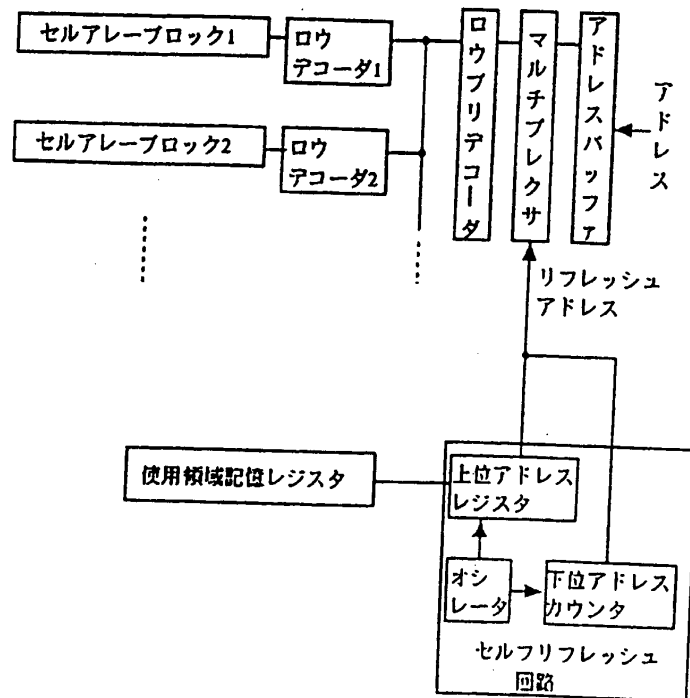 セルアレーブロック1
ロウ
デコーダ1
ロウプリデコーダ
マルチプレクサ
アドレスバッファ
アドレス
セルアレーブロック2
ロウ
デコーダ2
リフレッシュ
アドレス
使用領域記憶レジスタ
上位アドレス
レジスタ
オシ
レータ
下位アドレス
カウンタ
セルフリフレッシュ
回路